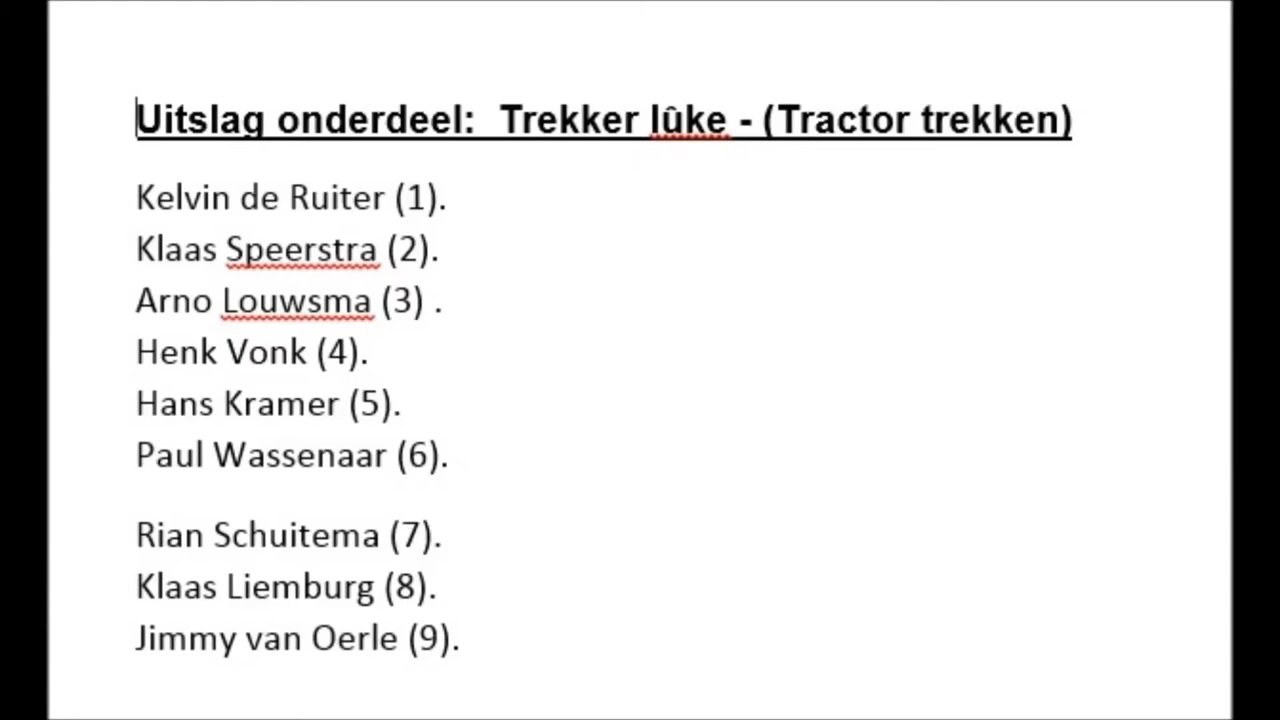 Uitslag onderdeel:  Trekker lûke - (Tractor trekken)
Kelvin de Ruiter (1).
Klaas Speerstra (2).
Arno Louwsma (3) .
Henk Vonk (4).
Hans Kramer (5).
Paul Wassenaar (6).
Rian Schuitema (7).
Klaas Liemburg (8).
Jimmy van Oerle (9).